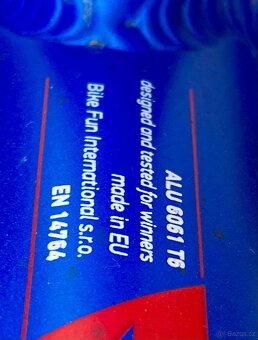 ALU 6061 T6
designed and tested for winners
made in EU
Bike Fun International s.r.o.
EN 14764